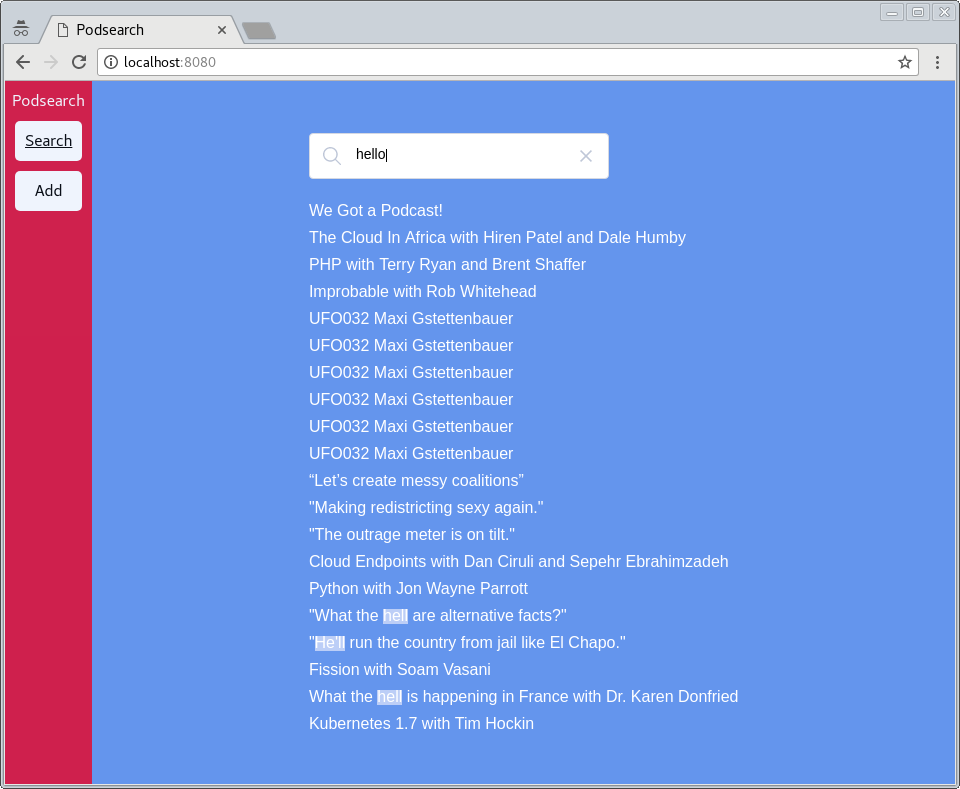 Podsearch
localhost:8080
Podsearch
Search
Add
hello
We Got a Podcast!
The Cloud In Africa with Hiren Patel and Dale Humby
PHP with Terry Ryan and Brent Shaffer
Improbable with Rob Whitehead
UFO032 Maxi Gstettenbauer
UFO032 Maxi Gstettenbauer
UFO032 Maxi Gstettenbauer
UFO032 Maxi Gstettenbauer
UFO032 Maxi Gstettenbauer
UFO032 Maxi Gstettenbauer
“Let’s create messy coalitions”
"Making redistricting sexy again."
"The outrage meter is on tilt."
Cloud Endpoints with Dan Ciruli and Sepehr Ebrahimzadeh
Python with Jon Wayne Parrott
"What the hell are alternative facts?"
"He'll run the country from jail like El Chapo."
Fission with Soam Vasani
What the hell is happening in France with Dr. Karen Donfried
Kubernetes 1.7 with Tim Hockin